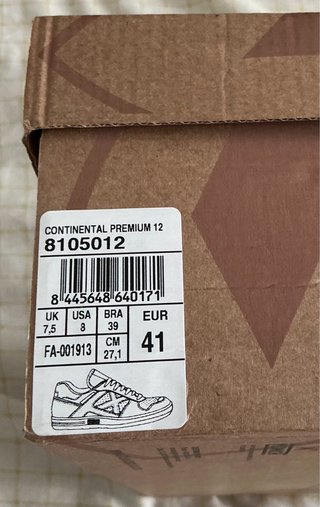 CONTINENTAL PREMIUM 12
8105012
8 445648 640171
UK USA BRA EUR
7,5 8 39 41
FA-001913 CM 27,1